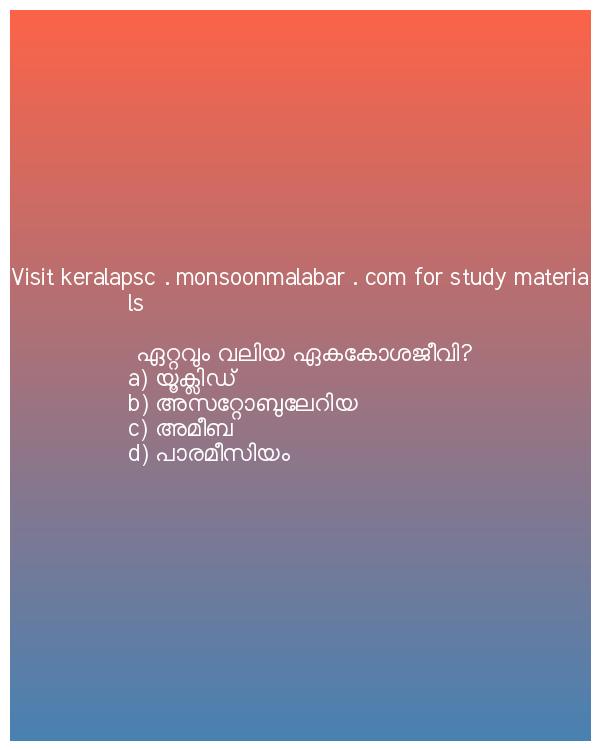 Visit keralapsc . monsoonmalabar . com for study materia
ls
ഏറ്റവും വലിയ ഏകകോശജീവി?
a) യൂക്ലിഡ്
b) അസറ്റോബുലേറിയ
c) അമീബ
d) പാരമീസിയം